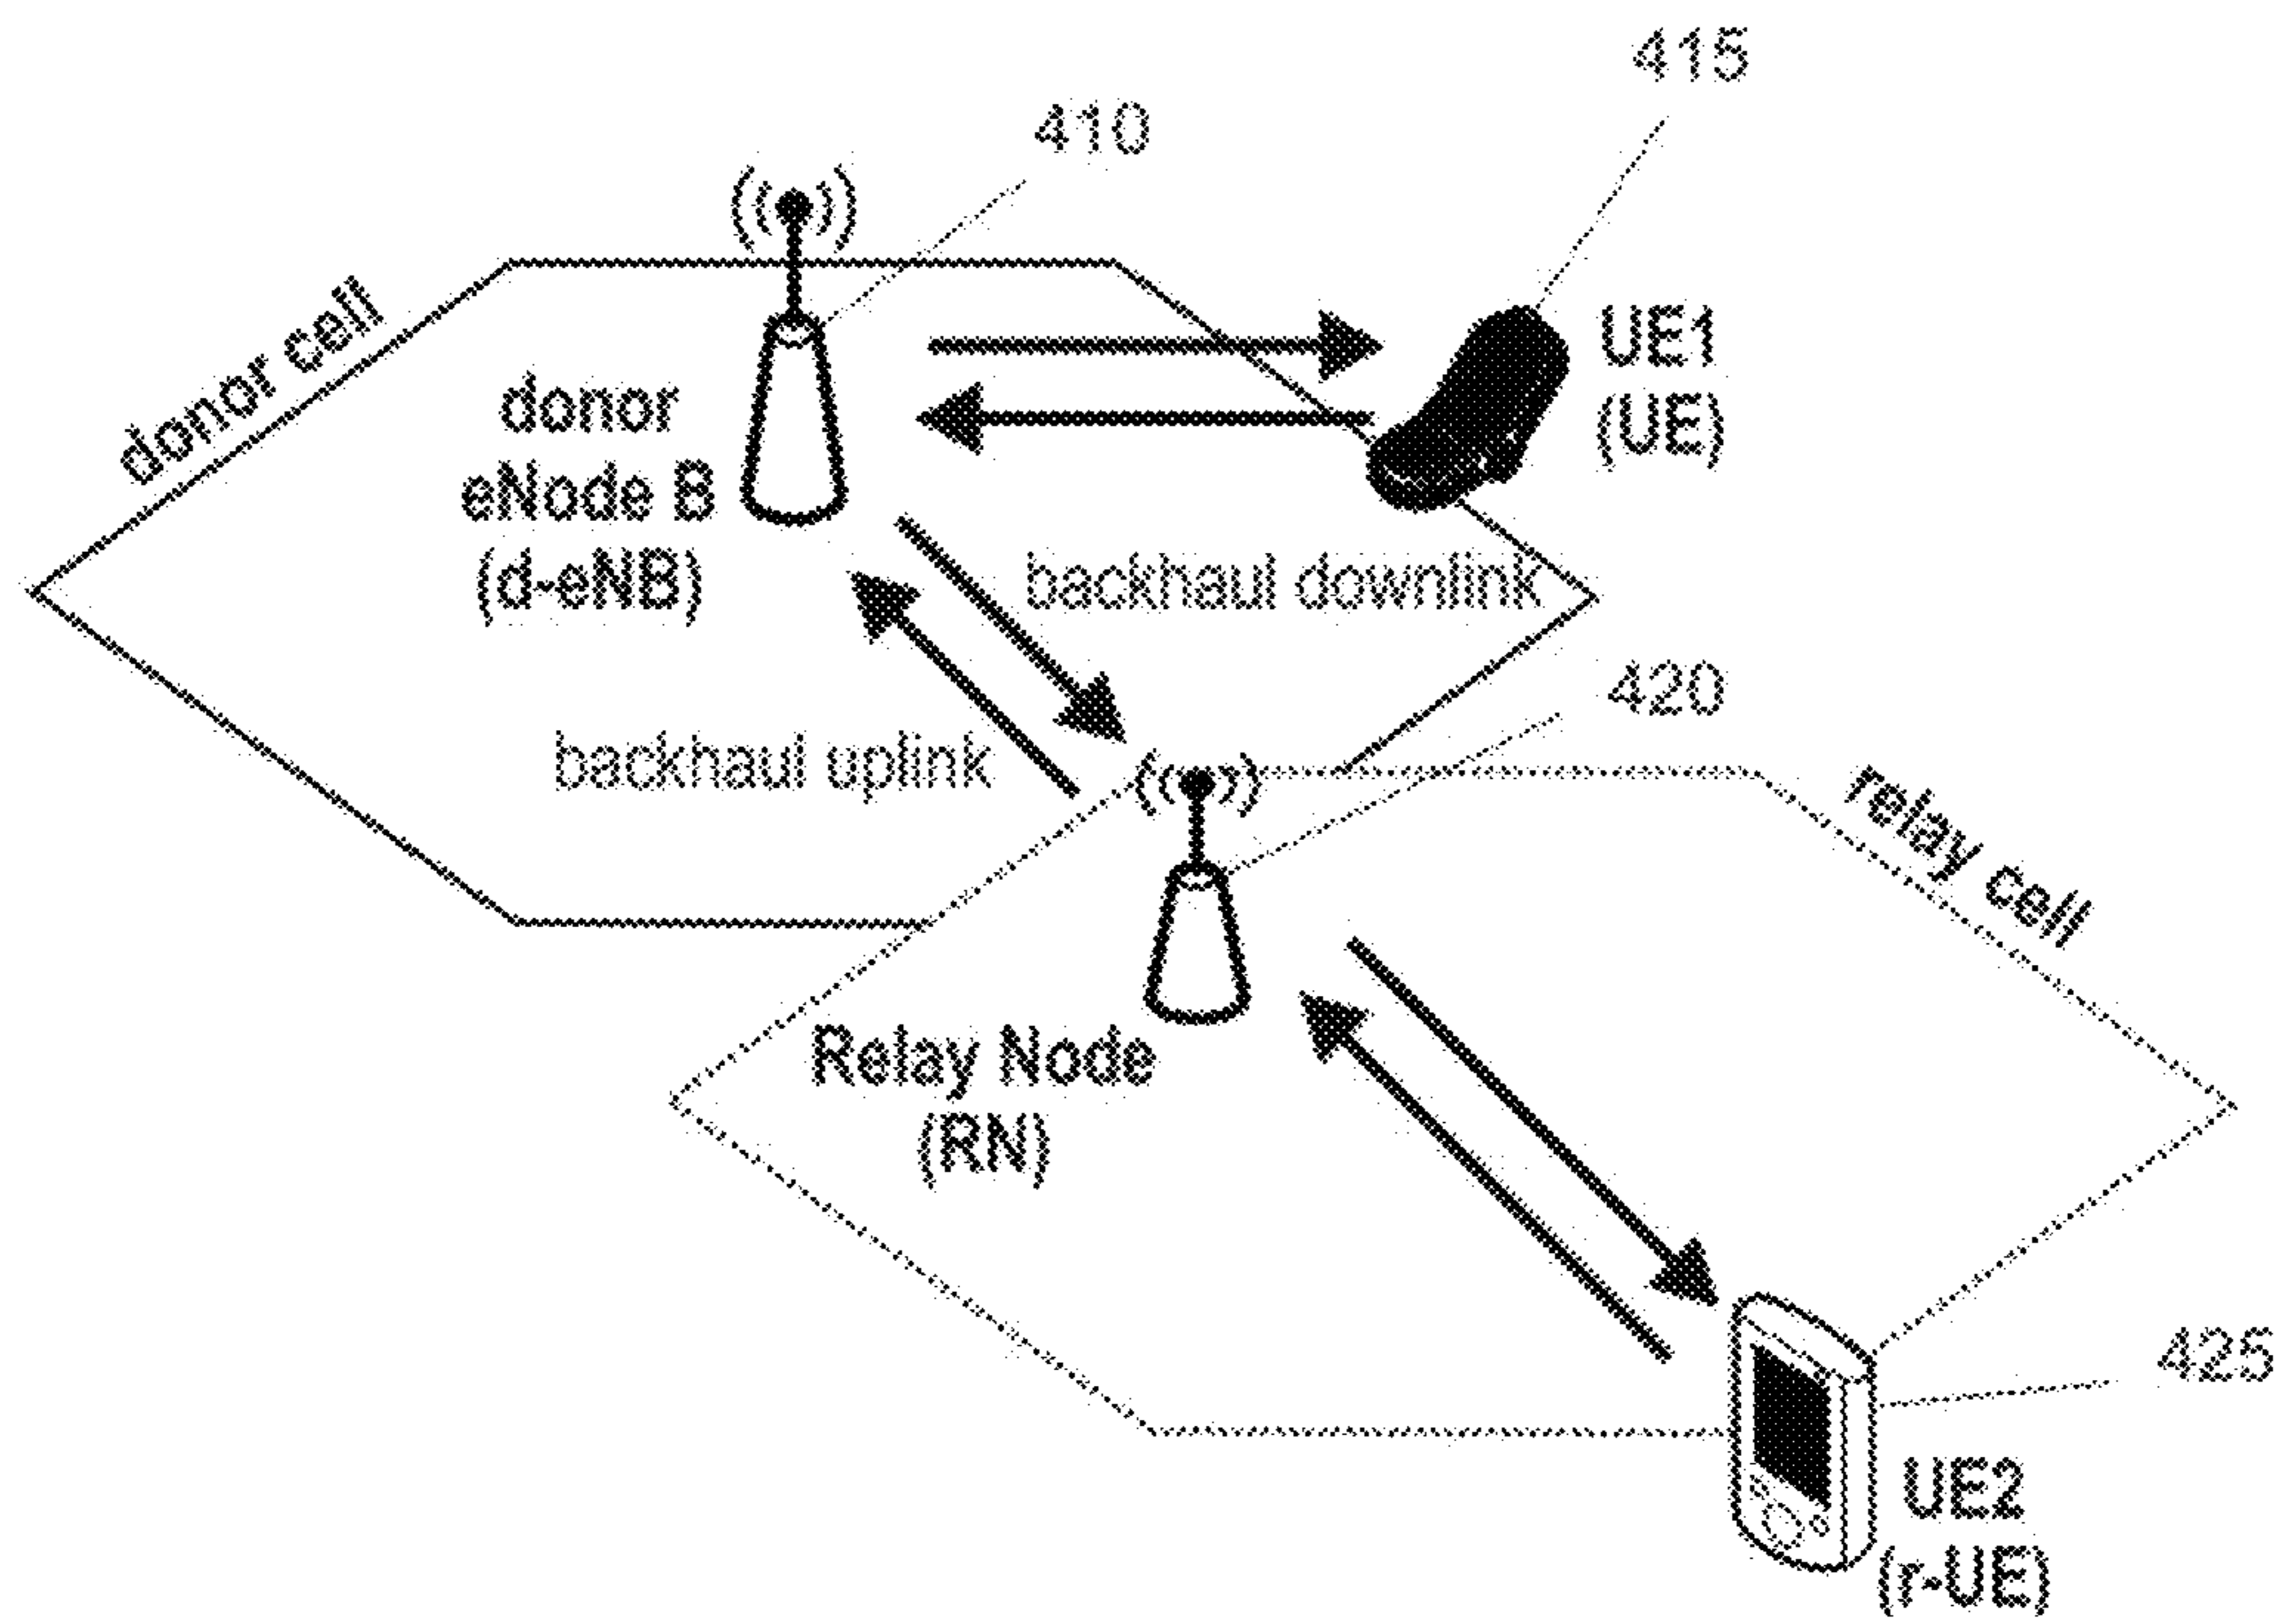 415
410
donor cell
UE1
(UE)
donor
eNode B
(d-eNB)
backhaul downlink
420
backhaul uplink
relay cell
Relay Node
(RN)
425
UE2
(r-UE)